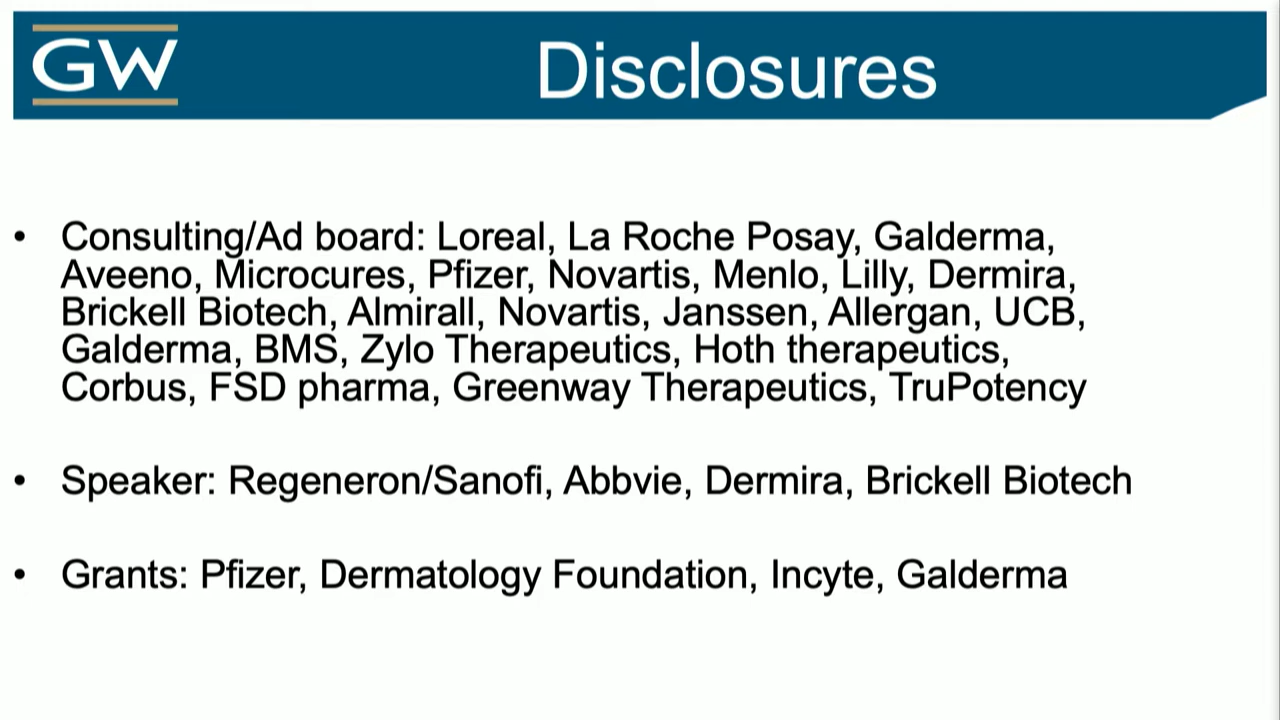 GW
Disclosures
• Consulting/Ad board: Loreal, La Roche Posay, Galderma,
Aveeno, Microcures, Pfizer, Novartis, Menlo, Lilly, Dermira,
Brickell Biotech, Almirall, Novartis, Janssen, Allergan, UCB,
Galderma, BMS, Zylo Therapeutics, Hoth therapeutics,
Corbus, FSD pharma, Greenway Therapeutics, TruPotency
• Speaker: Regeneron/Sanofi, Abbvie, Dermira, Brickell Biotech
• Grants: Pfizer, Dermatology Foundation, Incyte, Galderma